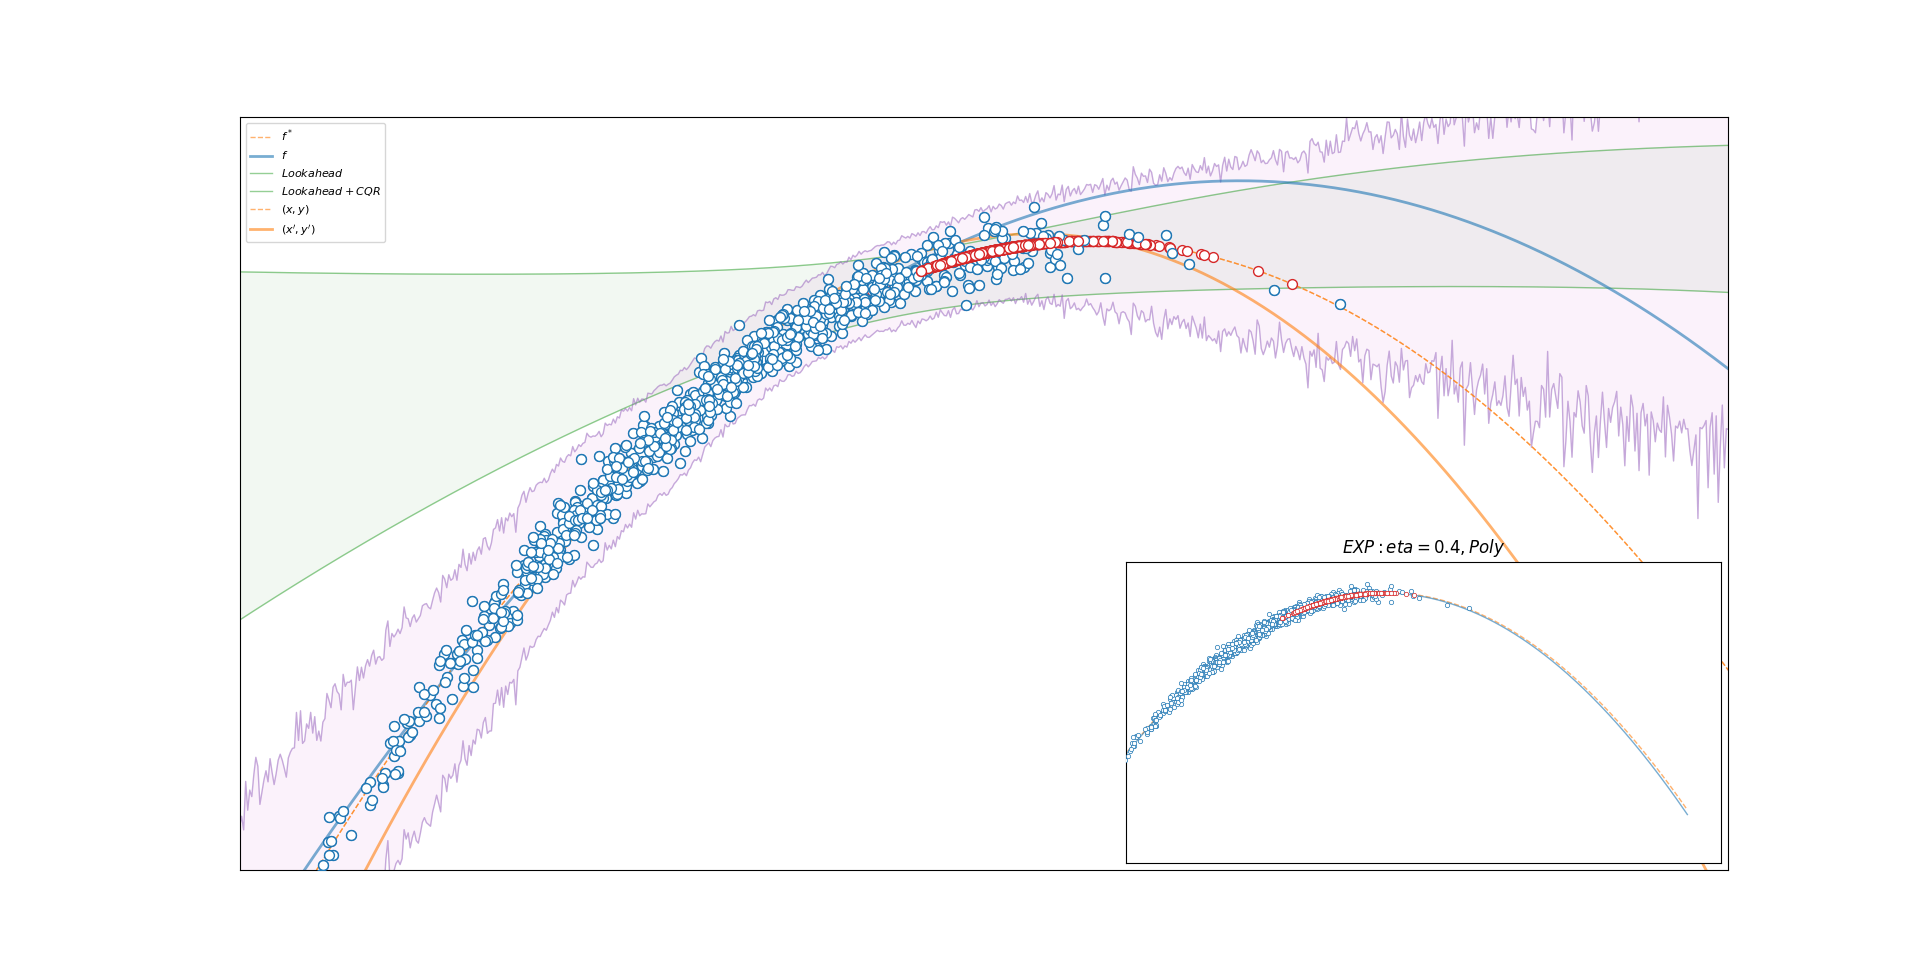 f*
f
Lookahead
Lookahead + CQR
(x, y)
(x′, y′)
EXP : eta = 0.4, Poly